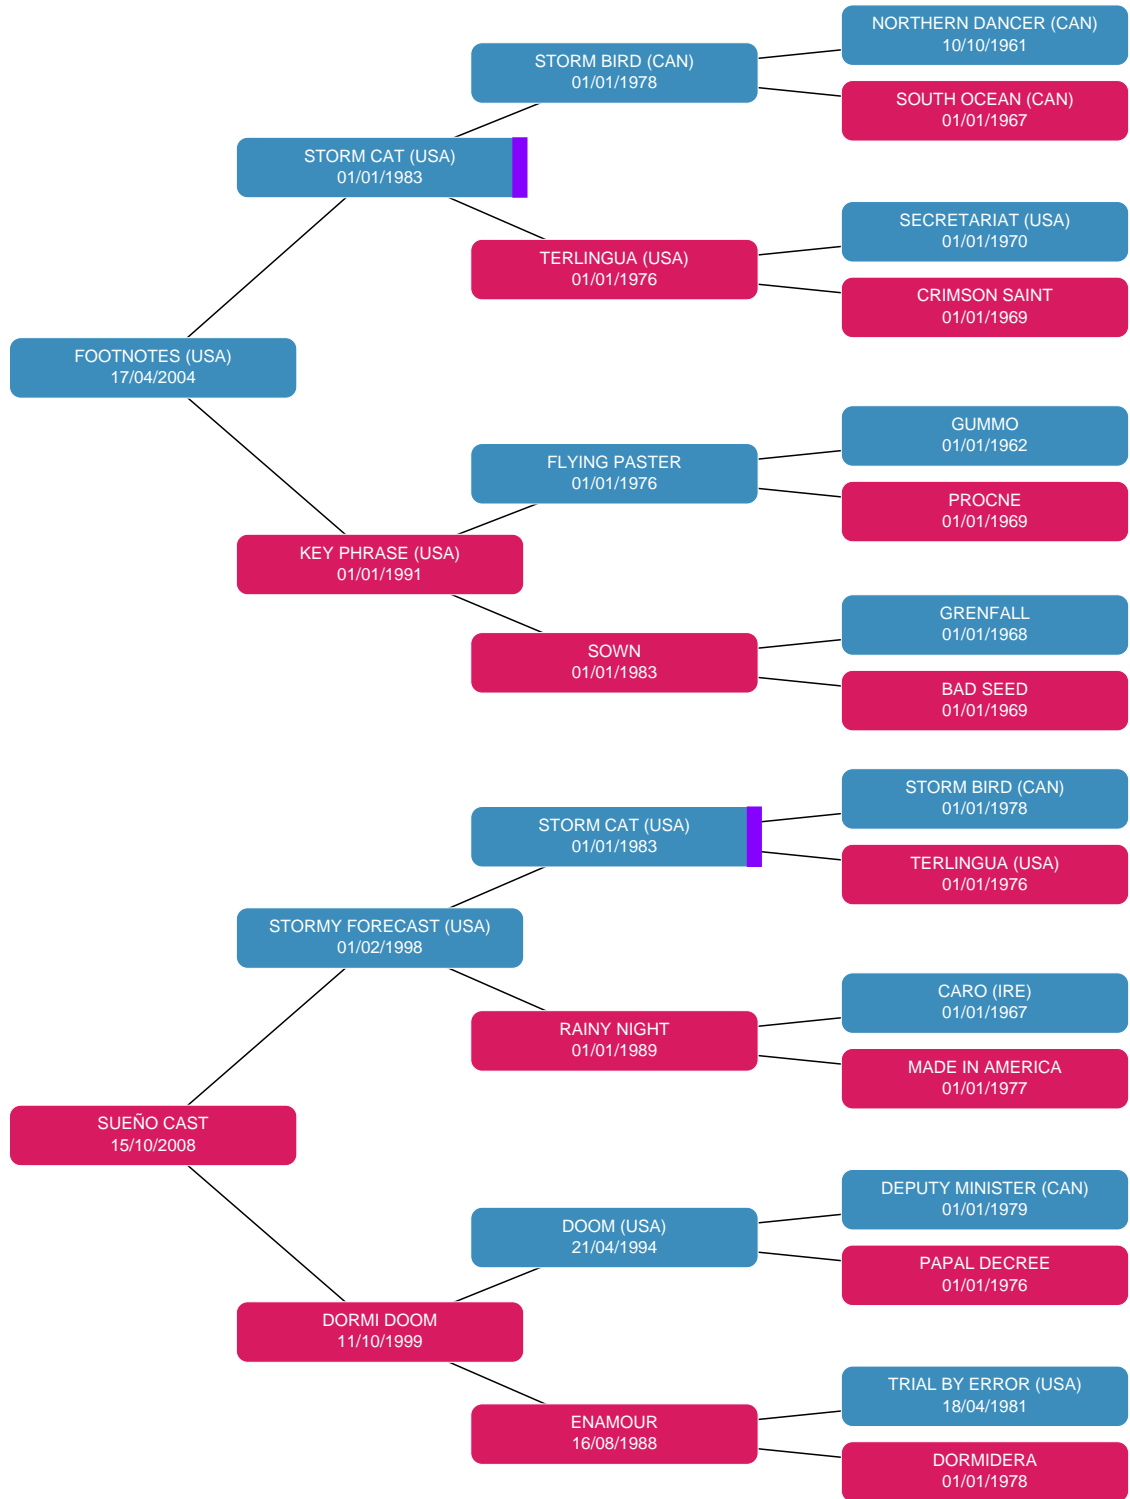 NORTHERN DANCER (CAN)
10/10/1961
STORM BIRD (CAN)
01/01/1978
SOUTH OCEAN (CAN)
01/01/1967
STORM CAT (USA)
01/01/1983
SECRETARIAT (USA)
01/01/1970
TERLINGUA (USA)
01/01/1976
CRIMSON SAINT
01/01/1969
FOOTNOTES (USA)
17/04/2004
GUMMO
01/01/1962
FLYING PASTER
01/01/1976
PROCNE
01/01/1969
KEY PHRASE (USA)
01/01/1991
GRENFALL
01/01/1968
SOWN
01/01/1983
BAD SEED
01/01/1969
STORM BIRD (CAN)
01/01/1978
STORM CAT (USA)
01/01/1983
TERLINGUA (USA)
01/01/1976
STORMY FORECAST (USA)
01/02/1998
CARO (IRE)
01/01/1967
RAINY NIGHT
01/01/1989
MADE IN AMERICA
01/01/1977
SUEÑO CAST
15/10/2008
DEPUTY MINISTER (CAN)
01/01/1979
DOOM (USA)
21/04/1994
PAPAL DECREE
01/01/1976
DORMI DOOM
11/10/1999
TRIAL BY ERROR (USA)
18/04/1981
ENAMOUR
16/08/1988
DORMIDERA
01/01/1978